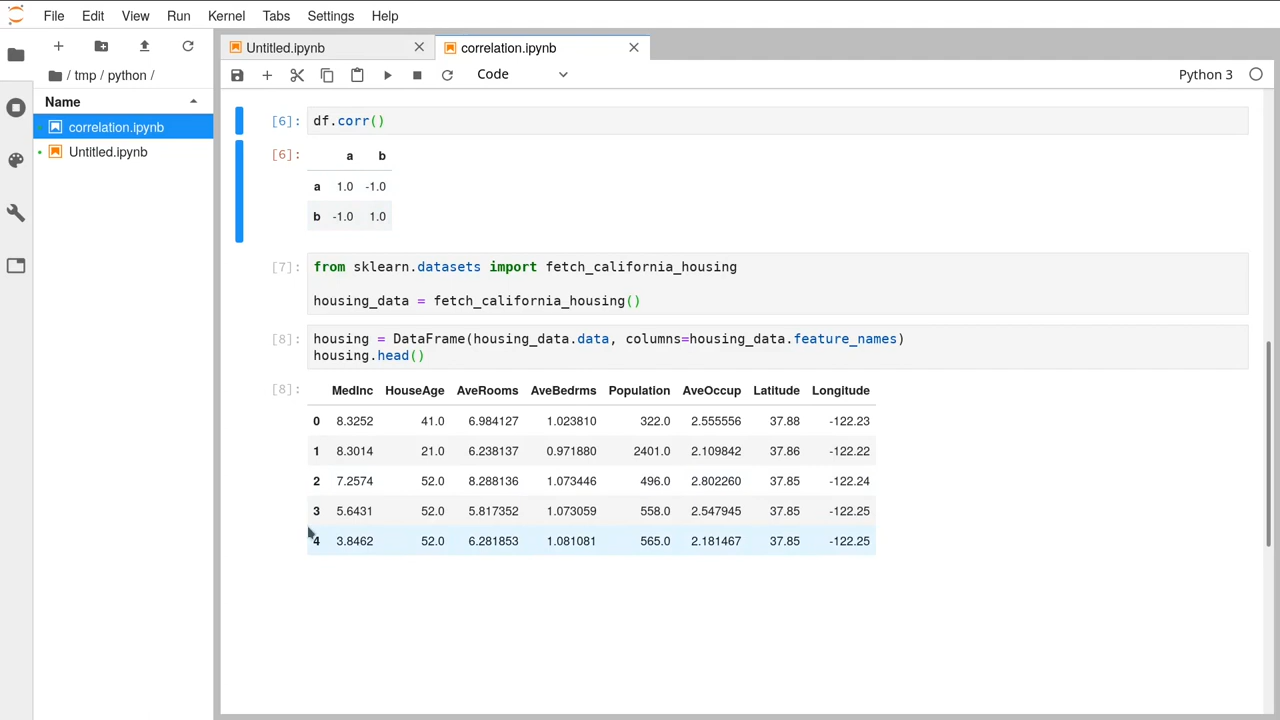 File Edit View Run Kernel Tabs Settings Help
Untitled.ipynb correlation.ipynb
/ tmp / python /
Code Python 3
Name
correlation.ipynb
Untitled.ipynb
[6]: df.corr()
[6]: a b
a 1.0 -1.0
b -1.0 1.0
[7]: from sklearn.datasets import fetch_california_housing
housing_data = fetch_california_housing()
[8]: housing = DataFrame(housing_data.data, columns=housing_data.feature_names)
housing.head()
[8]: MedInc HouseAge AveRooms AveBedrms Population AveOccup Latitude Longitude
0 8.3252 41.0 6.984127 1.023810 322.0 2.555556 37.88 -122.23
1 8.3014 21.0 6.238137 0.971880 2401.0 2.109842 37.86 -122.22
2 7.2574 52.0 8.288136 1.073446 496.0 2.802260 37.85 -122.24
3 5.6431 52.0 5.817352 1.073059 558.0 2.547945 37.85 -122.25
4 3.8462 52.0 6.281853 1.081081 565.0 2.181467 37.85 -122.25